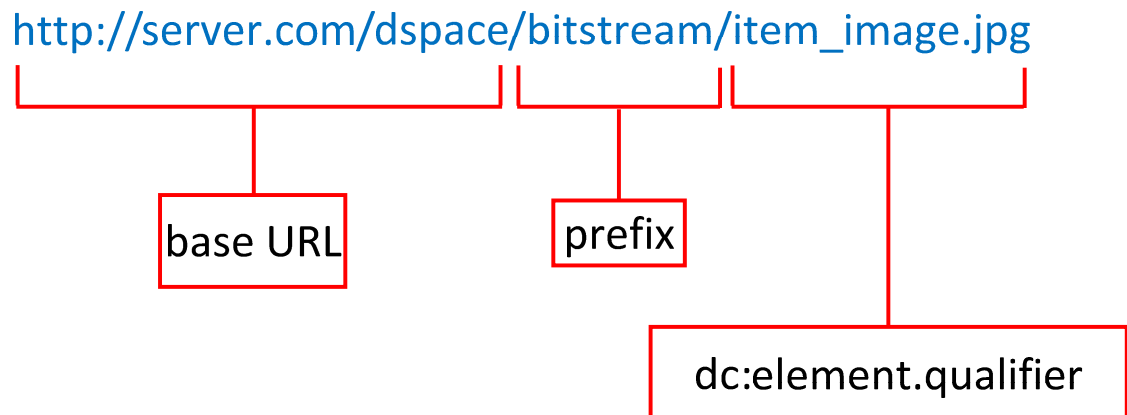 http://server.com/dspace/bitstream/item_image.jpg
base URL
prefix
dc:element.qualifier